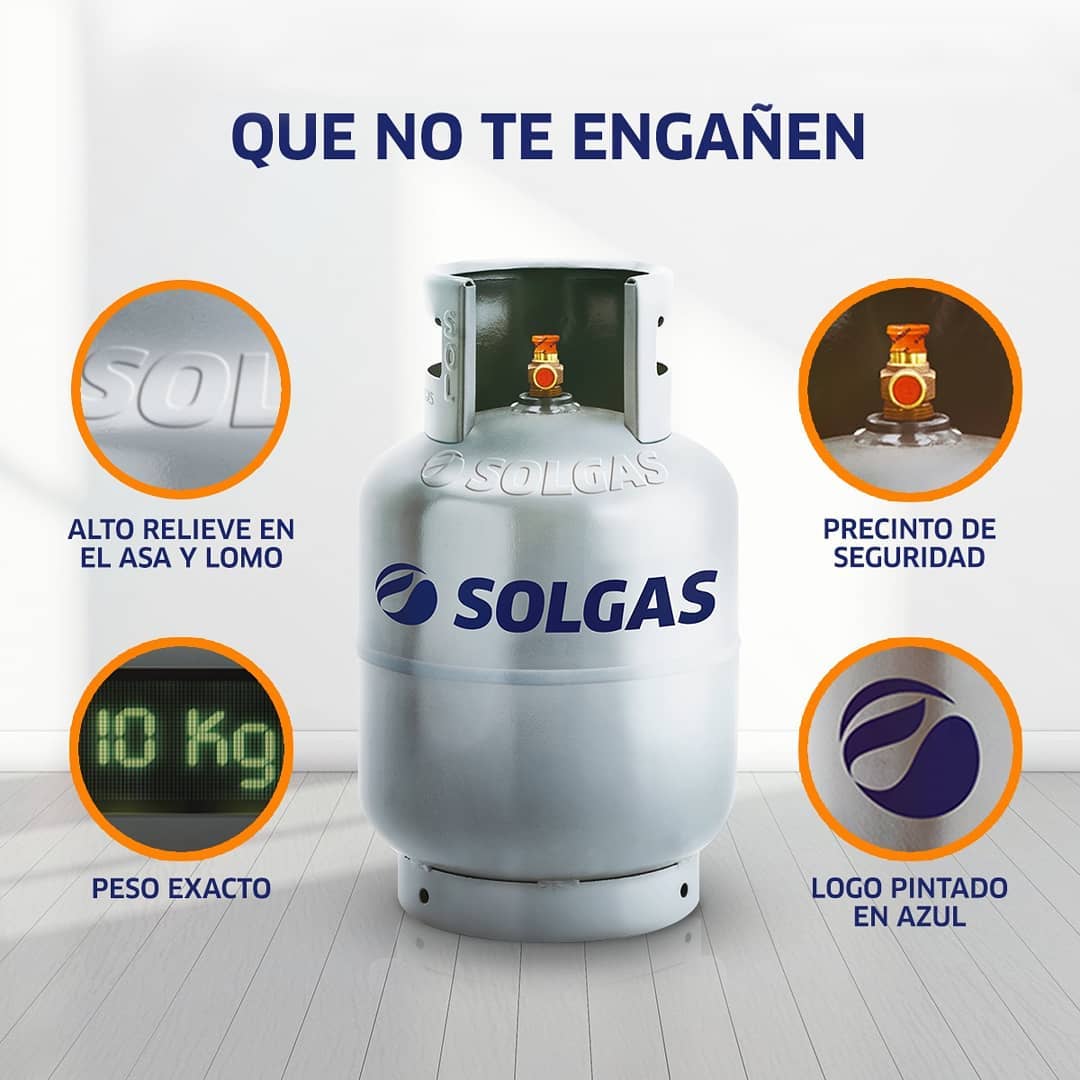 QUE NO TE ENGAÑEN
SOL
SOLGAS
SOLGAS
SOL
ALTO RELIEVE EN
EL ASA Y LOMO
PRECINTO DE
SEGURIDAD
10 Kg
PESO EXACTO
LOGO PINTADO
EN AZUL